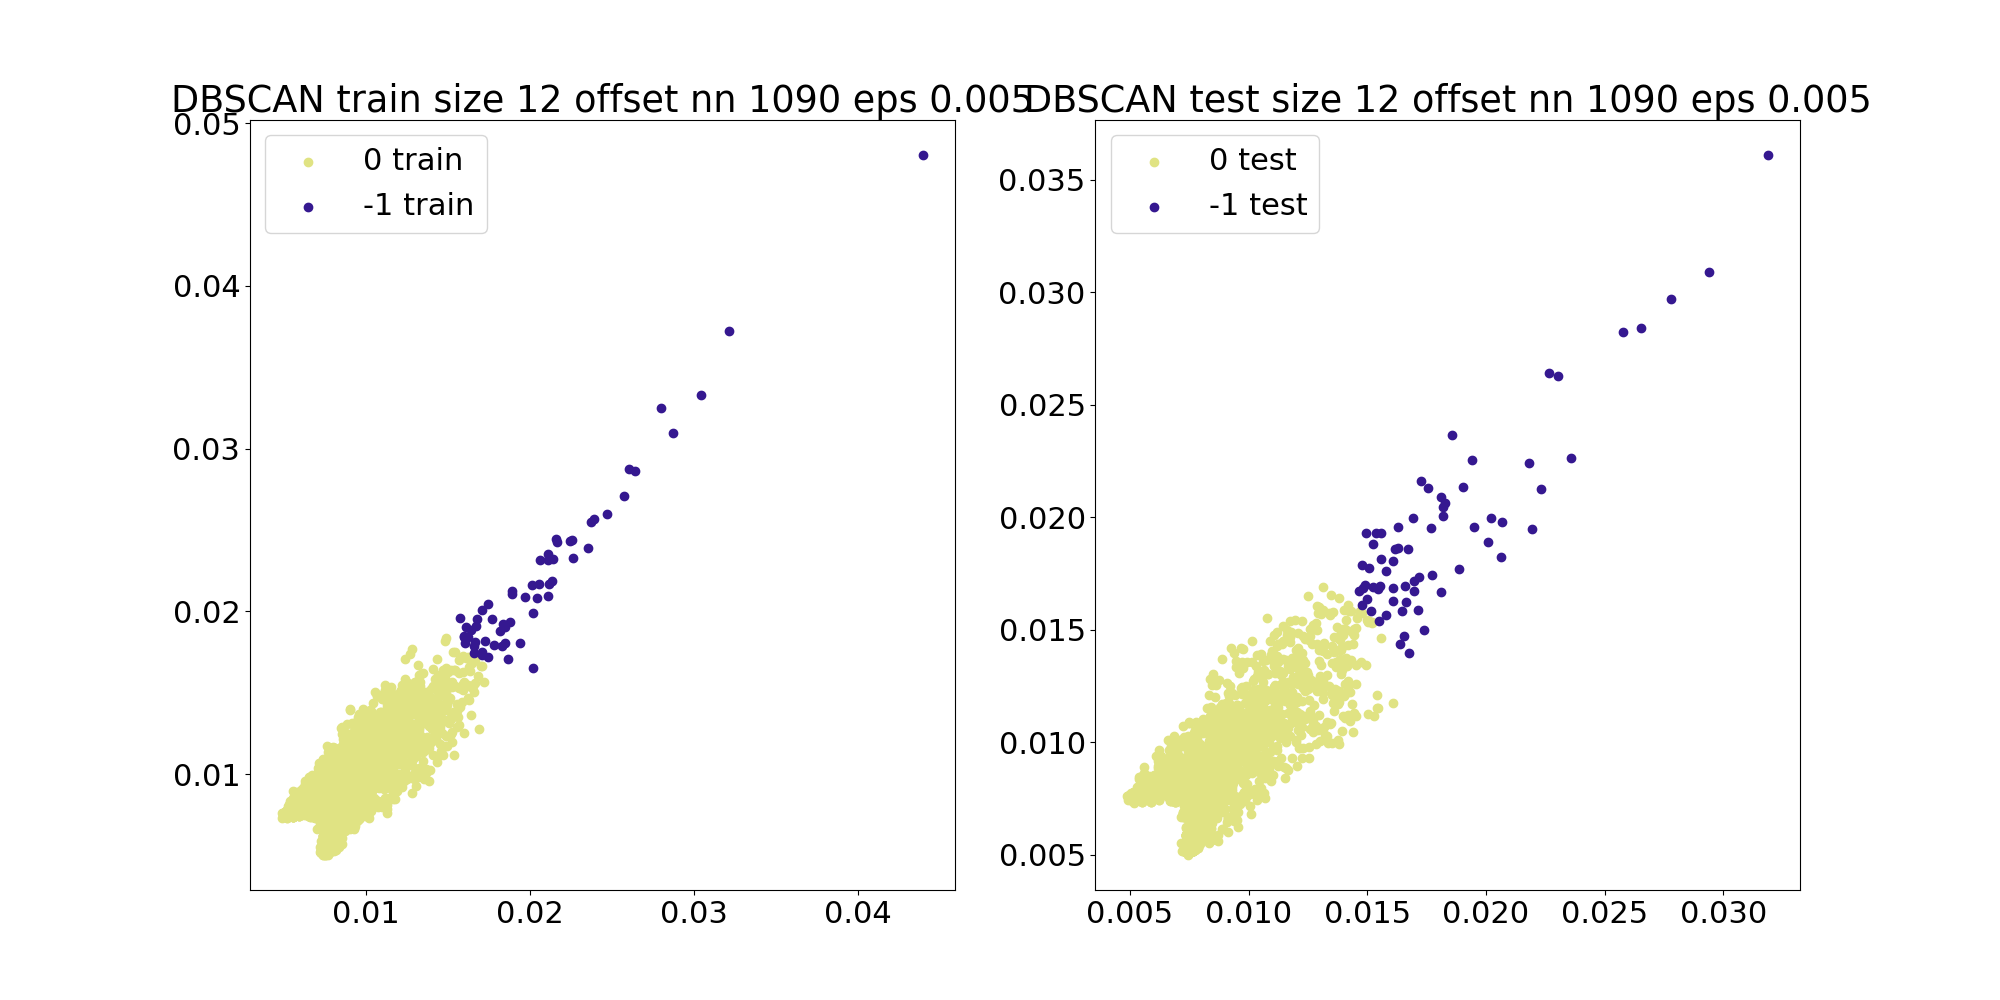 DBSCAN train size 12 offset nn 1090 eps 0.005
0 train
-1 train
0.05
0.04
0.03
0.02
0.01
0.01 0.02 0.03 0.04
DBSCAN test size 12 offset nn 1090 eps 0.005
0 test
-1 test
0.035
0.030
0.025
0.020
0.015
0.010
0.005
0.005 0.010 0.015 0.020 0.025 0.030